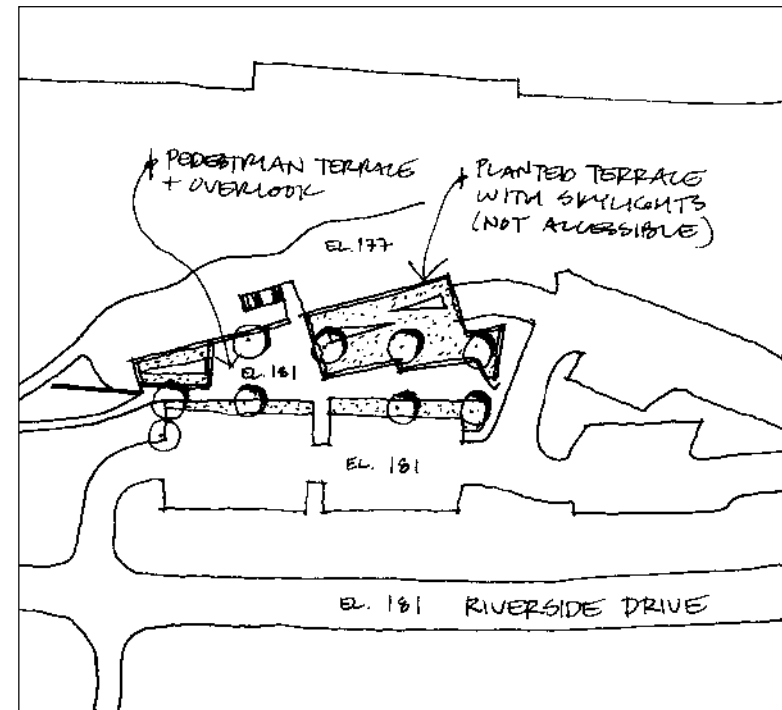 PEDESTRIAN TERRACE
+ OVERLOOK
PLANTED TERRACE
WITH SKYLIGHTS
(NOT ACCESSIBLE)
EL. 177
EL. 181
EL. 181
EL. 181 RIVERSIDE DRIVE